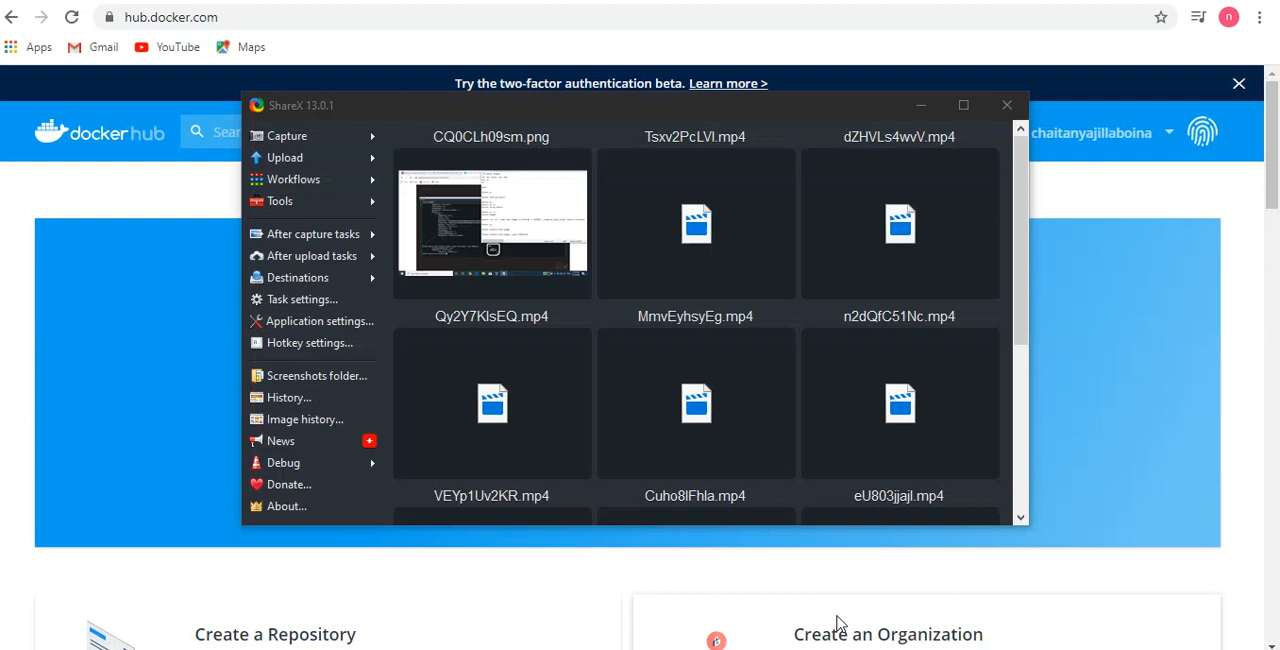 hub.docker.com
n
Apps Gmail YouTube Maps
Try the two-factor authentication beta. Learn more >
ShareX 13.0.1
docker hub
Sear
chaitanyajillaboina
Capture
Upload
Workflows
Tools
After capture tasks
After upload tasks
Destinations
Task settings...
Application settings...
Hotkey settings...
Screenshots folder...
History...
Image history...
News
Debug
Donate...
About...
CQ0CLh09sm.png Tsxv2PcLVl.mp4 dZHVLs4wvV.mp4
Qy2Y7KlsEQ.mp4 MmvEyhsyEg.mp4 n2dQfC51Nc.mp4
VEYp1Uv2KR.mp4 Cuho8lFhla.mp4 eU803jjajl.mp4
Create a Repository
Create an Organization